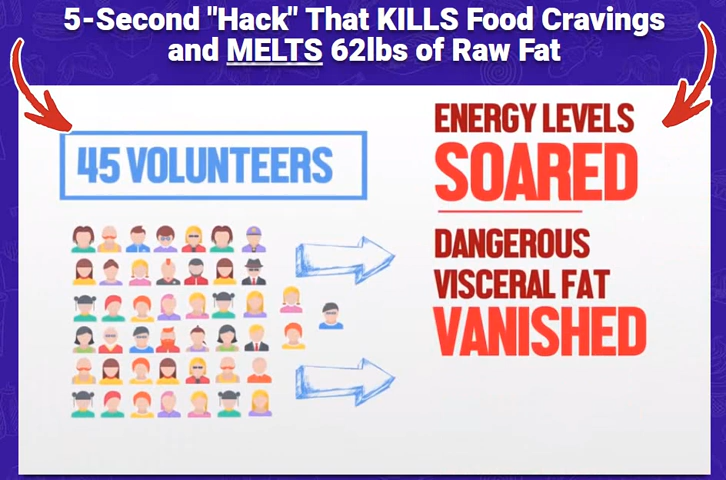 5-Second "Hack" That KILLS Food Cravings
and MELTS 62lbs of Raw Fat
45 VOLUNTEERS
ENERGY LEVELS
SOARED
DANGEROUS
VISCERAL FAT
VANISHED